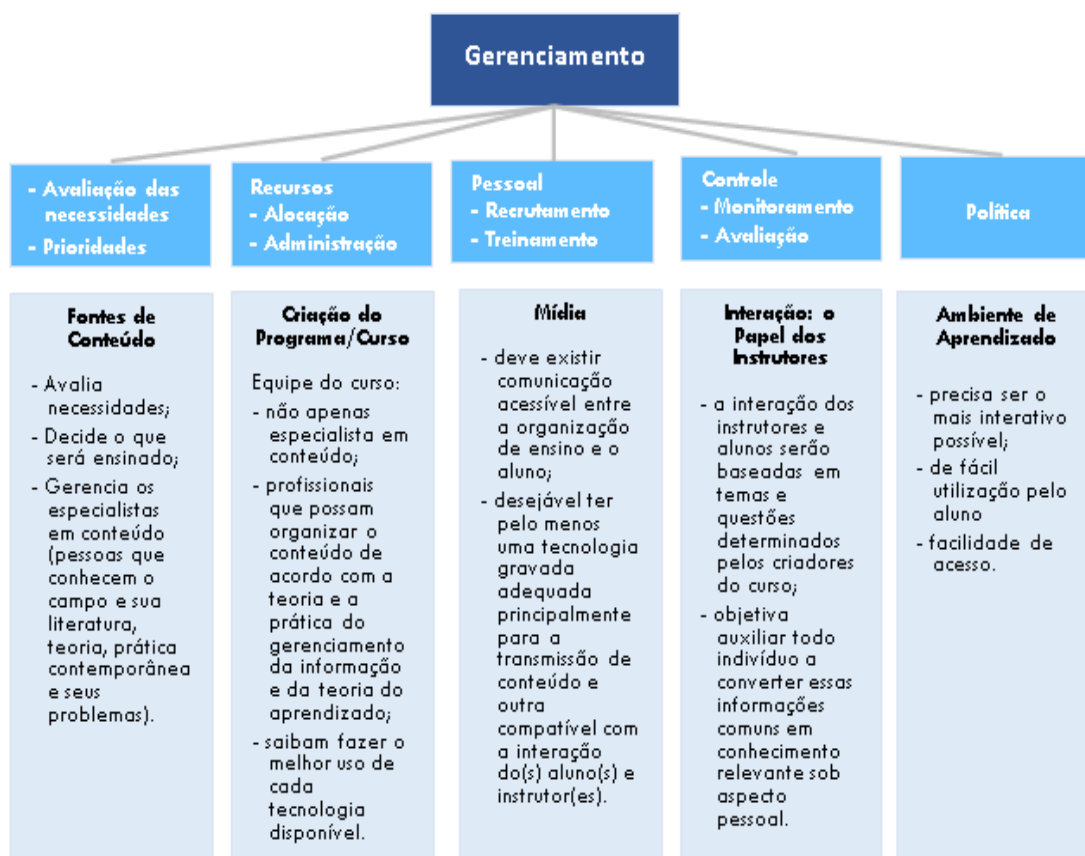 Gerenciamento
- Avaliação das
necessidades
- Prioridades
Recursos
- Alocação
- Administração
Pessoal
- Recrutamento
- Treinamento
Controle
- Monitoramento
- Avaliação
Política
Fontes de
Conteúdo
- Avalia
necessidades;
- Decide o que
será ensinado;
- Gerencia os
especialistas
em conteúdo
(pessoas que
conhecem o
campo e sua
literatura,
teoria, prática
contemporânea
e seus
problemas).
Criação do
Programa/Curso
Equipe do curso:
- não apenas
especialista em
conteúdo;
- profissionais
que possam
organizar o
conteúdo de
acordo com a
teoria e a
prática do
gerenciamento
da informação
e da teoria do
aprendizado;
- saibam fazer o
melhor uso de
cada
tecnologia
disponível.
Mídia
- deve existir
comunicação
acessível entre
a organização
de ensino e o
aluno;
- desejável ter
pelo menos
uma tecnologia
gravada
adequada
principalmente
para a
transmissão de
conteúdo e
outra
compatível com
a interação
do(s) aluno(s) e
instrutor(es).
Interação: o
Papel dos
Instrutores
- a interação dos
instrutores e
alunos serão
baseadas em
temas e
questões
determinados
pelos criadores
do curso;
- objetiva
auxiliar todo
indivíduo a
converter essas
informações
comuns em
conhecimento
relevante sob
aspecto
pessoal.
Ambiente de
Aprendizado
- precisa ser o
mais interativo
possível;
- de fácil
utilização pelo
aluno
- facilidade de
acesso.